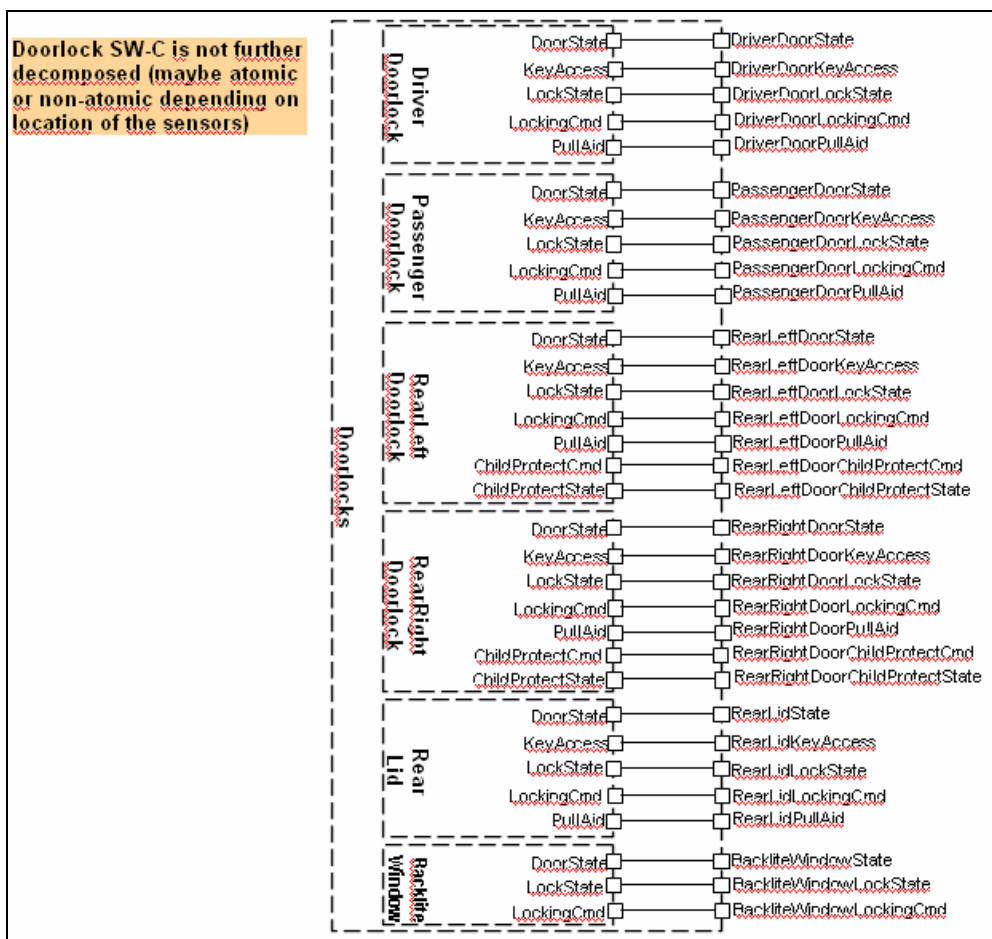 Doorlock SW-C is not further
decomposed (maybe atomic
or non-atomic depending on
location of the sensors)
Doorlocks
Driver
Doorlock
DoorState DriverDoorState
KeyAccess DriverDoorKeyAccess
LockState DriverDoorLockState
LockingCmd DriverDoorLockingCmd
PullAid DriverDoorPullAid
Passenger
Doorlock
DoorState PassengerDoorState
KeyAccess PassengerDoorKeyAccess
LockState PassengerDoorLockState
LockingCmd PassengerDoorLockingCmd
PullAid PassengerDoorPullAid
RearLeft
Doorlock
DoorState RearLeftDoorState
KeyAccess RearLeftDoorKeyAccess
LockState RearLeftDoorLockState
LockingCmd RearLeftDoorLockingCmd
PullAid RearLeftDoorPullAid
ChildProtectCmd RearLeftDoorChildProtectCmd
ChildProtectState RearLeftDoorChildProtectState
RearRight
Doorlock
DoorState RearRightDoorState
KeyAccess RearRightDoorKeyAccess
LockState RearRightDoorLockState
LockingCmd RearRightDoorLockingCmd
PullAid RearRightDoorPullAid
ChildProtectCmd RearRightDoorChildProtectCmd
ChildProtectState RearRightDoorChildProtectState
Rear
Lid
DoorState RearLidState
KeyAccess RearLidKeyAccess
LockState RearLidLockState
LockingCmd RearLidLockingCmd
PullAid RearLidPullAid
Backlite
Window
DoorState BackliteWindowState
LockState BackliteWindowLockState
LockingCmd BackliteWindowLockingCmd